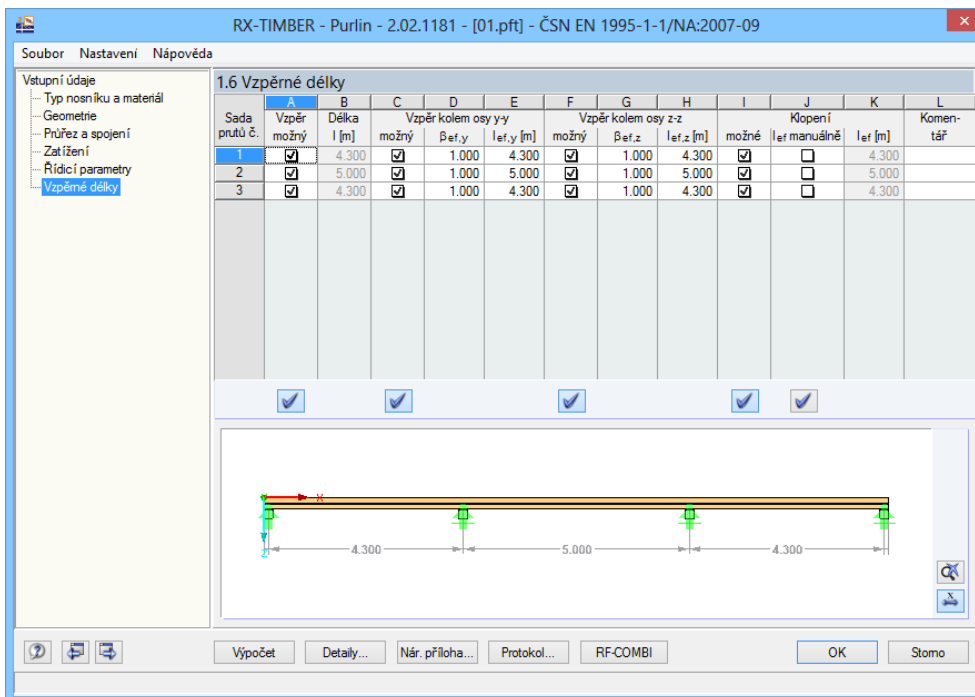 RX-TIMBER - Purlin - 2.02.1181 - [01.pft] - ČSN EN 1995-1-1/NA:2007-09
Soubor Nastavení Nápověda
Vstupní údaje
Typ nosníku a materiál
Geometrie
Průřez a spojení
Zatížení
Řídicí parametry
Vzpěrné délky
1.6 Vzpěrné délky
A B C D E F G H I J K L
Sada Vzpěr Délka Vzpěr kolem osy y-y Vzpěr kolem osy z-z Klopení Komen-
prutů č. možný l [m] možný βef,y lef,y [m] možný βef,z lef,z [m] možné lef manuálně lef [m] tář
1 4.300 1.000 4.300 1.000 4.300 4.300
2 5.000 1.000 5.000 1.000 5.000 5.000
3 4.300 1.000 4.300 1.000 4.300 4.300
X
Z
4.300 5.000 4.300
X
Výpočet Detaily... Nár. příloha... Protokol... RF-COMBI OK Storno